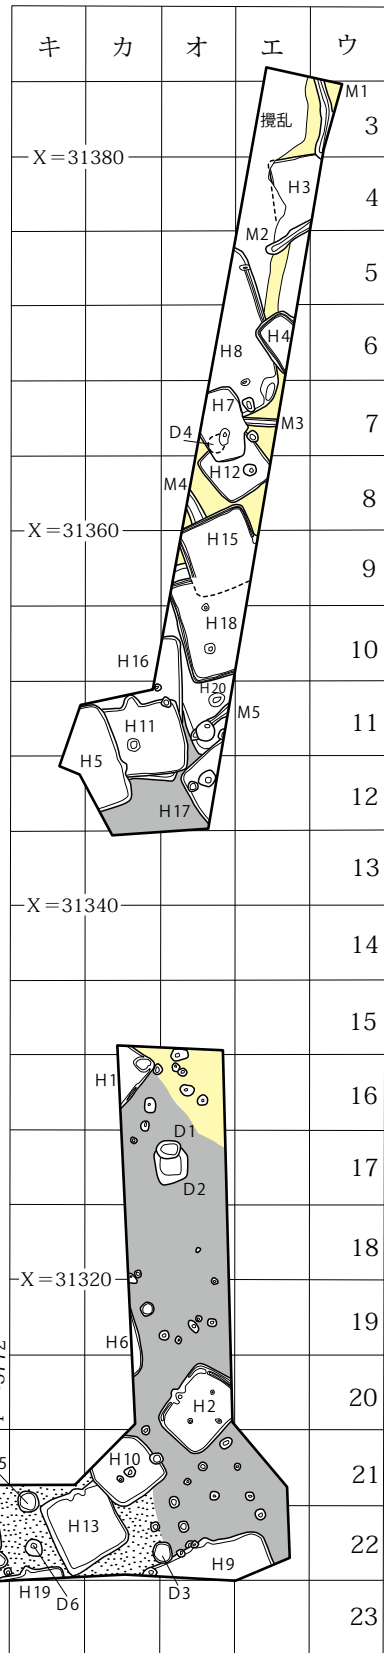 キ カ オ エ ウ
M1
攪乱
3
X=31380
H3
4
M2
5
H4
6
H8
H7
M3
7
D4
H12
M4
8
X=31360
H15
9
H18
10
H16
H20
M5
H11
11
H5
H17
12
13
X=31340
14
15
H1
16
D1
17
D2
18
X=31320
19
H6
20
H2
H10
21
H13
22
H9
H19
D6
D3
23